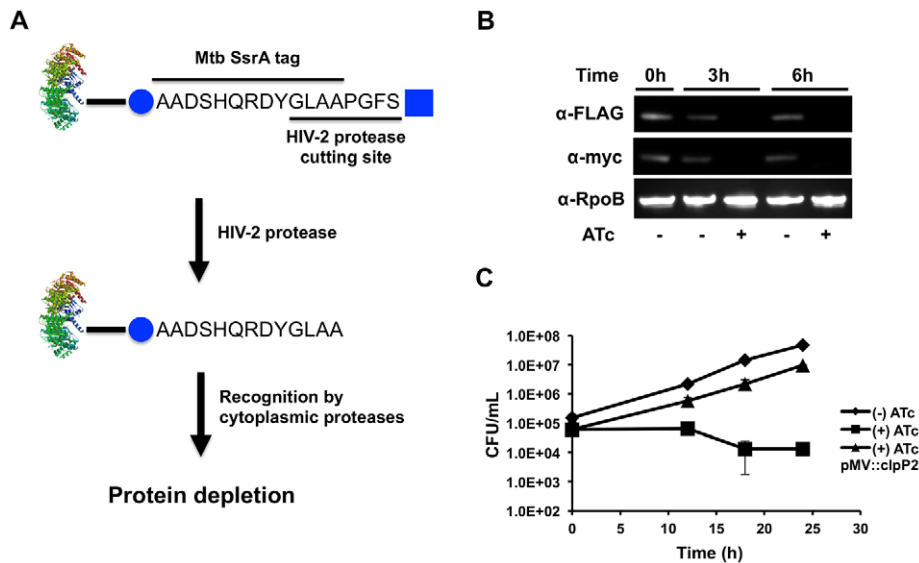 A
Mtb SsrA tag
AADSHQRDYGLAAPGFS
HIV-2 protease
cutting site
HIV-2 protease
AADSHQRDYGLAA
Recognition by
cytoplasmic proteases
Protein depletion
B
Time 0h 3h 6h
α-FLAG
α-myc
α-RpoB
ATc - - + - +
C
CFU/mL
1.0E+08
1.0E+07
1.0E+06
1.0E+05
1.0E+04
1.0E+03
1.0E+02
0 5 10 15 20 25 30
Time (h)
(-) ATc
(+) ATc
(+) ATc
pMV::clpP2